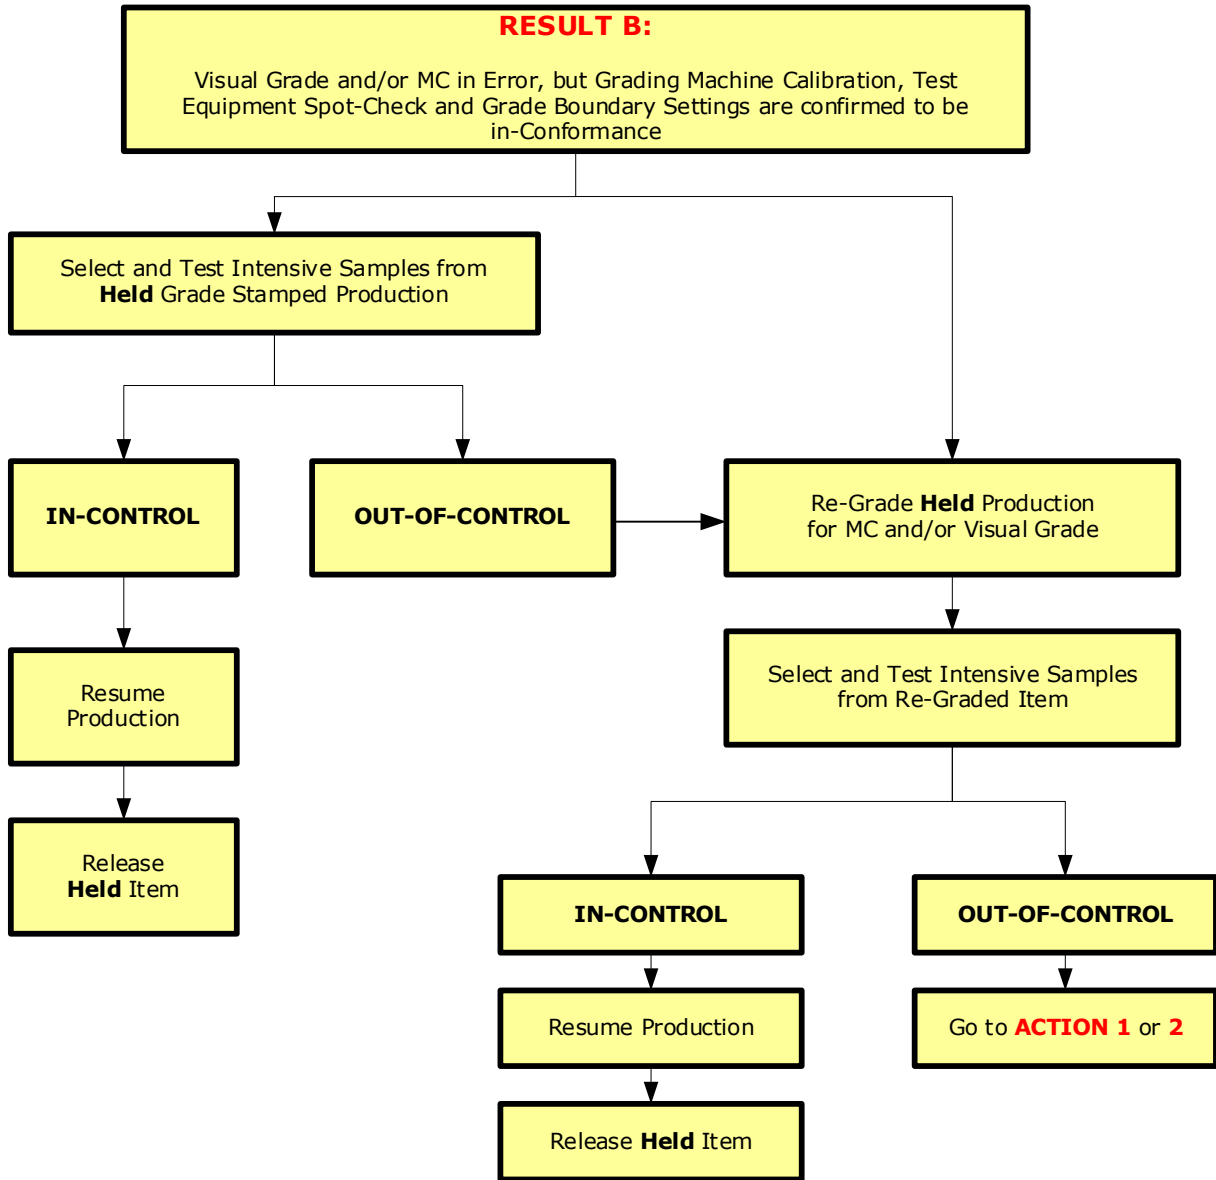 RESULT B:
Visual Grade and/or MC in Error, but Grading Machine Calibration, Test
Equipment Spot-Check and Grade Boundary Settings are confirmed to be
in-Conformance
Select and Test Intensive Samples from
Held Grade Stamped Production
IN-CONTROL
OUT-OF-CONTROL
Re-Grade Held Production
for MC and/or Visual Grade
Resume
Production
Select and Test Intensive Samples
from Re-Graded Item
Release
Held Item
IN-CONTROL
OUT-OF-CONTROL
Resume Production
Go to ACTION 1 or 2
Release Held Item